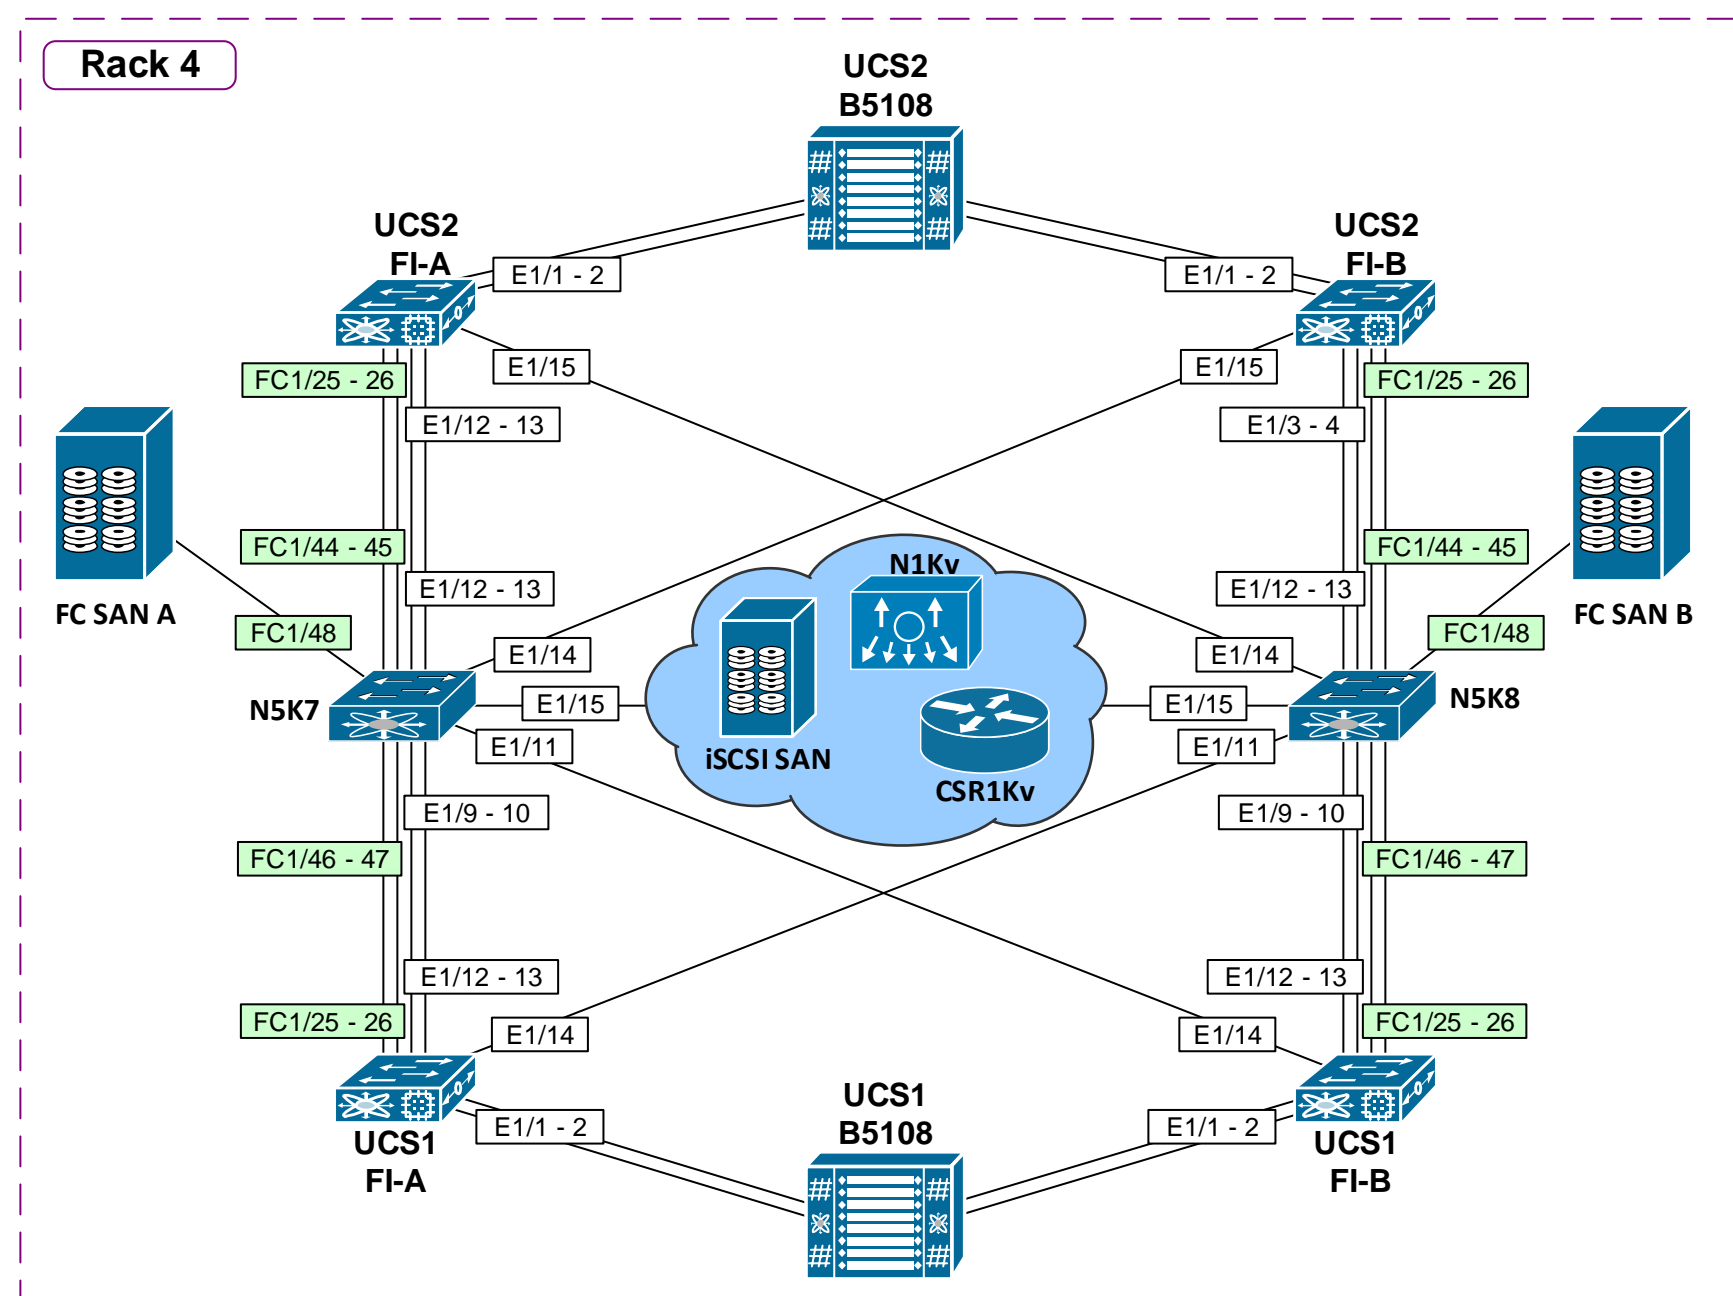 Rack 4
UCS2
B5108
UCS2
FI-A
UCS2
FI-B
E1/1 - 2
E1/1 - 2
E1/15
E1/15
FC1/25 - 26
FC1/25 - 26
E1/12 - 13
E1/3 - 4
FC1/44 - 45
FC1/44 - 45
N1Kv
E1/12 - 13
E1/12 - 13
FC SAN A
FC SAN B
FC1/48
FC1/48
E1/14
E1/14
N5K7
E1/15
E1/15
N5K8
E1/11
E1/11
iSCSI SAN
CSR1Kv
E1/9 - 10
E1/9 - 10
FC1/46 - 47
FC1/46 - 47
E1/12 - 13
E1/12 - 13
FC1/25 - 26
FC1/25 - 26
E1/14
E1/14
UCS1
B5108
E1/1 - 2
E1/1 - 2
UCS1
FI-A
UCS1
FI-B